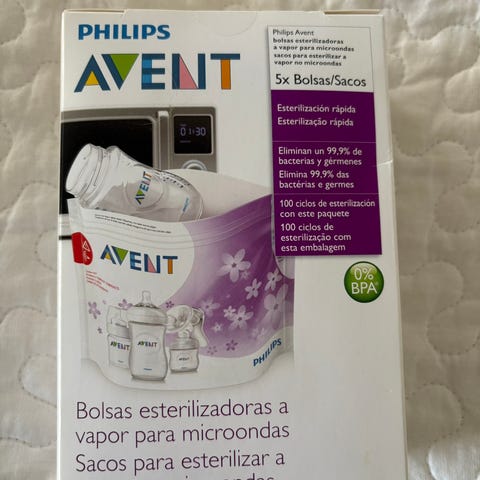 PHILIPS
AVENT
Philips Avent
bolsas esterilizadoras
a vapor para microondas
sacos para esterilizar a
vapor no microondas
5x Bolsas/Sacos
Esterilización rápida
Esterilização rápida
Eliminan un 99,9% de
bacterias y gérmenes
Elimina 99.9% das
bactérias e germes
100 ciclos de esterilización
con este paquete
100 ciclos de
esterilização com
esta embalagem
0%
BPA
01:30
AVENT
AVENT
AVENT
PHILIPS
Bolsas esterilizadoras a
vapor para microondas
Sacos para esterilizar a